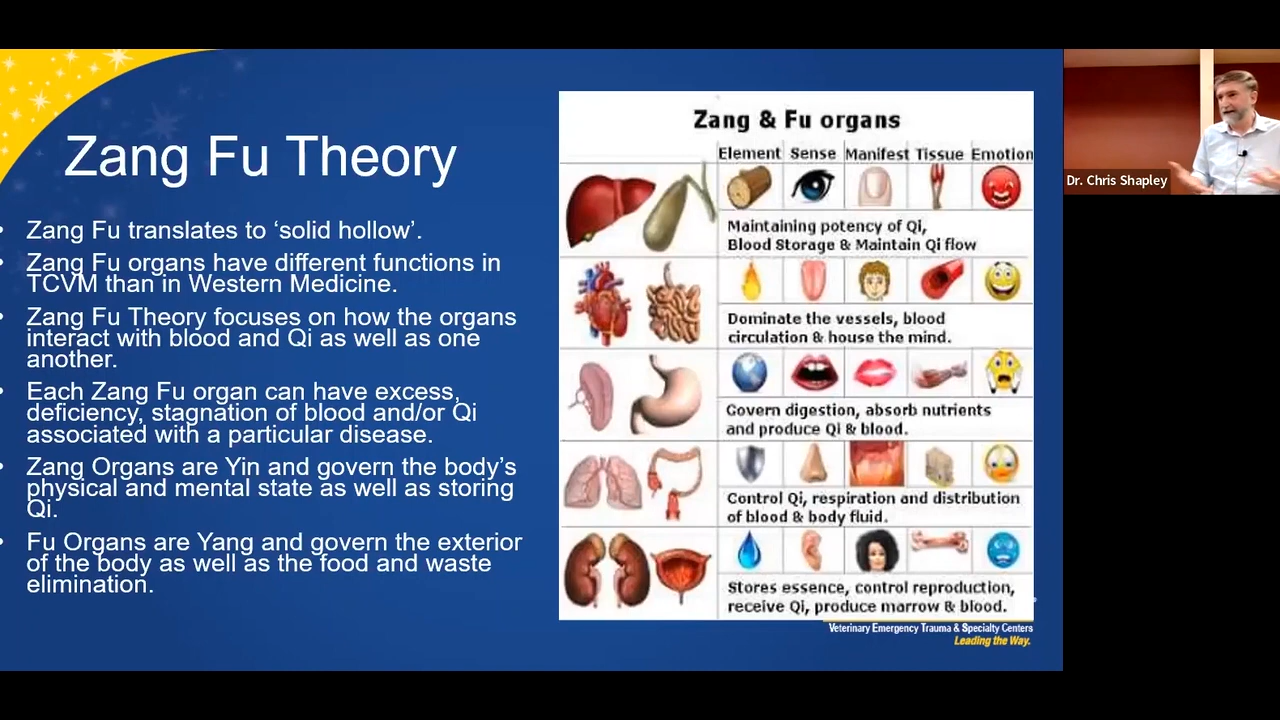 Zang Fu Theory
• Zang Fu translates to ‘solid hollow’.
• Zang Fu organs have different functions in
TCVM than in Western Medicine.
• Zang Fu Theory focuses on how the organs
interact with blood and Qi as well as one
another.
• Each Zang Fu organ can have excess,
deficiency, stagnation of blood and/or Qi
associated with a particular disease.
• Zang Organs are Yin and govern the body’s
physical and mental state as well as storing
Qi.
• Fu Organs are Yang and govern the exterior
of the body as well as the food and waste
elimination.
Zang & Fu organs
Element Sense Manifest Tissue Emotion
Maintaining potency of Qi,
Blood Storage & Maintain Qi flow
Dominate the vessels, blood
circulation & house the mind.
Govern digestion, absorb nutrients
and produce Qi & blood.
Control Qi, respiration and distribution
of blood & body fluid.
Stores essence, control reproduction,
receive Qi, produce marrow & blood.
Veterinary Emergency Trauma & Specialty Centers
Leading the Way.
Dr. Chris Shapley